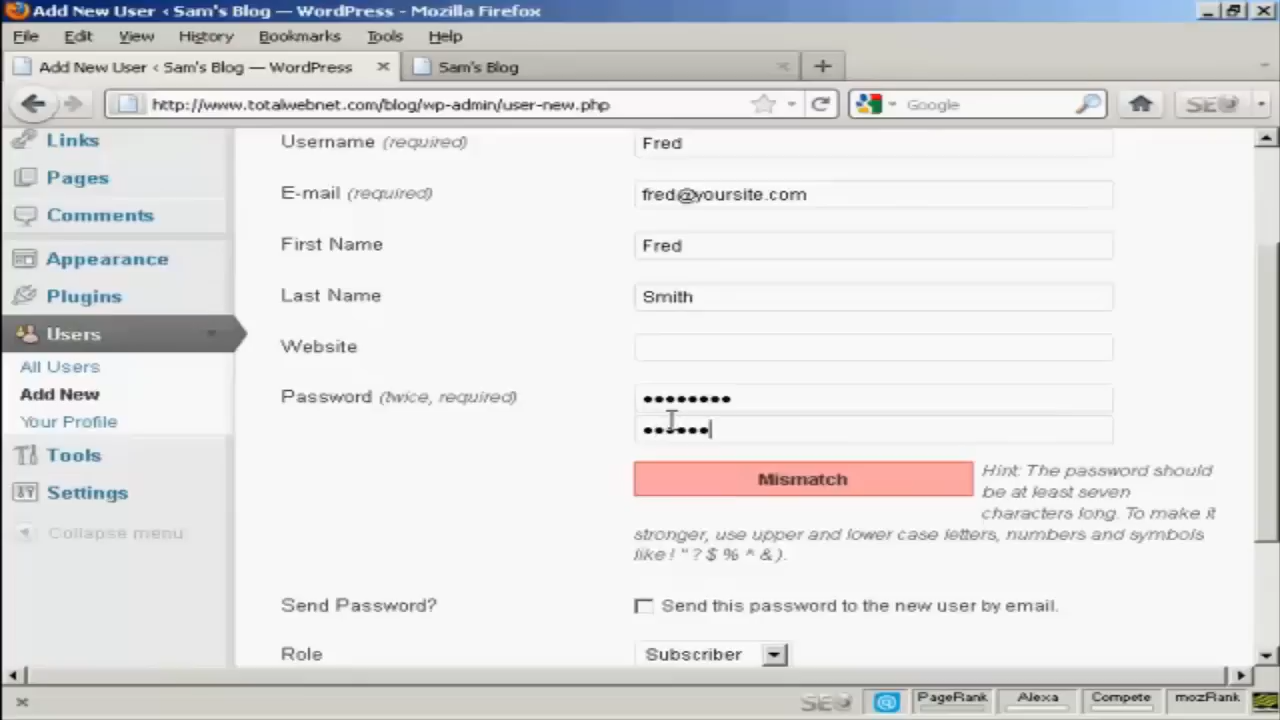 Add New User ‹ Sam's Blog — WordPress - Mozilla Firefox
File Edit View History Bookmarks Tools Help
Add New User ‹ Sam's Blog — WordPress × Sam's Blog × +
http://www.totalwebnet.com/blog/wp-admin/user-new.php Google SEO
Links
Pages
Comments
Appearance
Plugins
Users
All Users
Add New
Your Profile
Tools
Settings
Collapse menu
Username (required) Fred
E-mail (required) fred@yoursite.com
First Name Fred
Last Name Smith
Website
Password (twice, required) ••••••••
••••••
Mismatch
Hint: The password should
be at least seven
characters long. To make it
stronger, use upper and lower case letters, numbers and symbols
like ! " ? $ % ^ & ).
Send Password? Send this password to the new user by email.
Role Subscriber
× SEO PageRank Alexa Compete mozRank